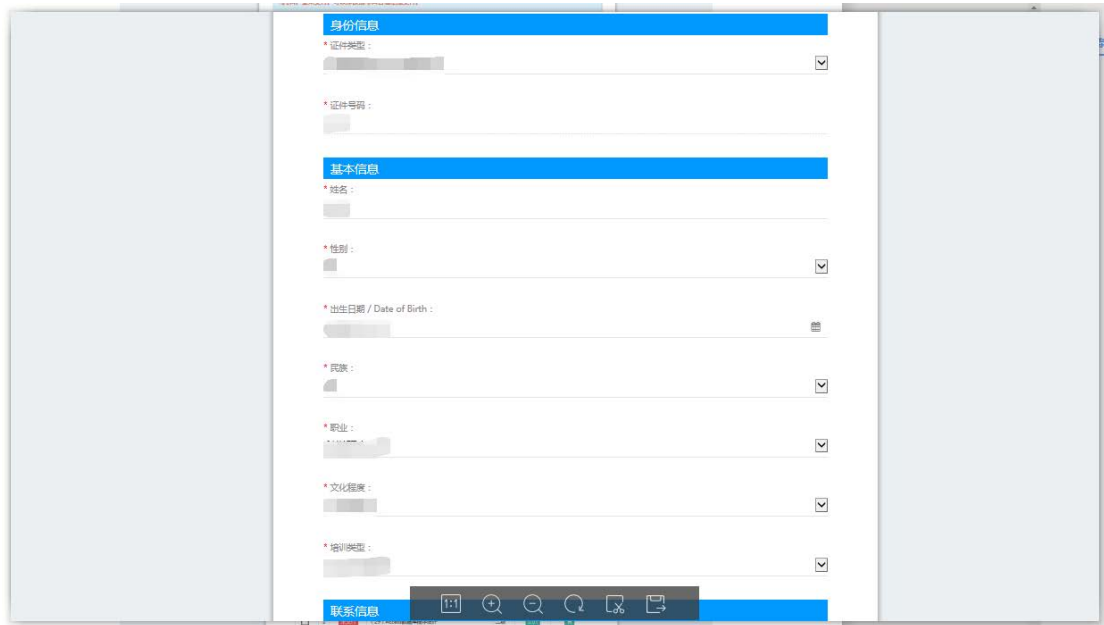 身份信息
* 证件类型：
* 证件号码：
基本信息
* 姓名：
* 性别：
* 出生日期 / Date of Birth：
* 民族：
* 职业：
* 文化程度：
* 培训类型：
1:1
联系信息